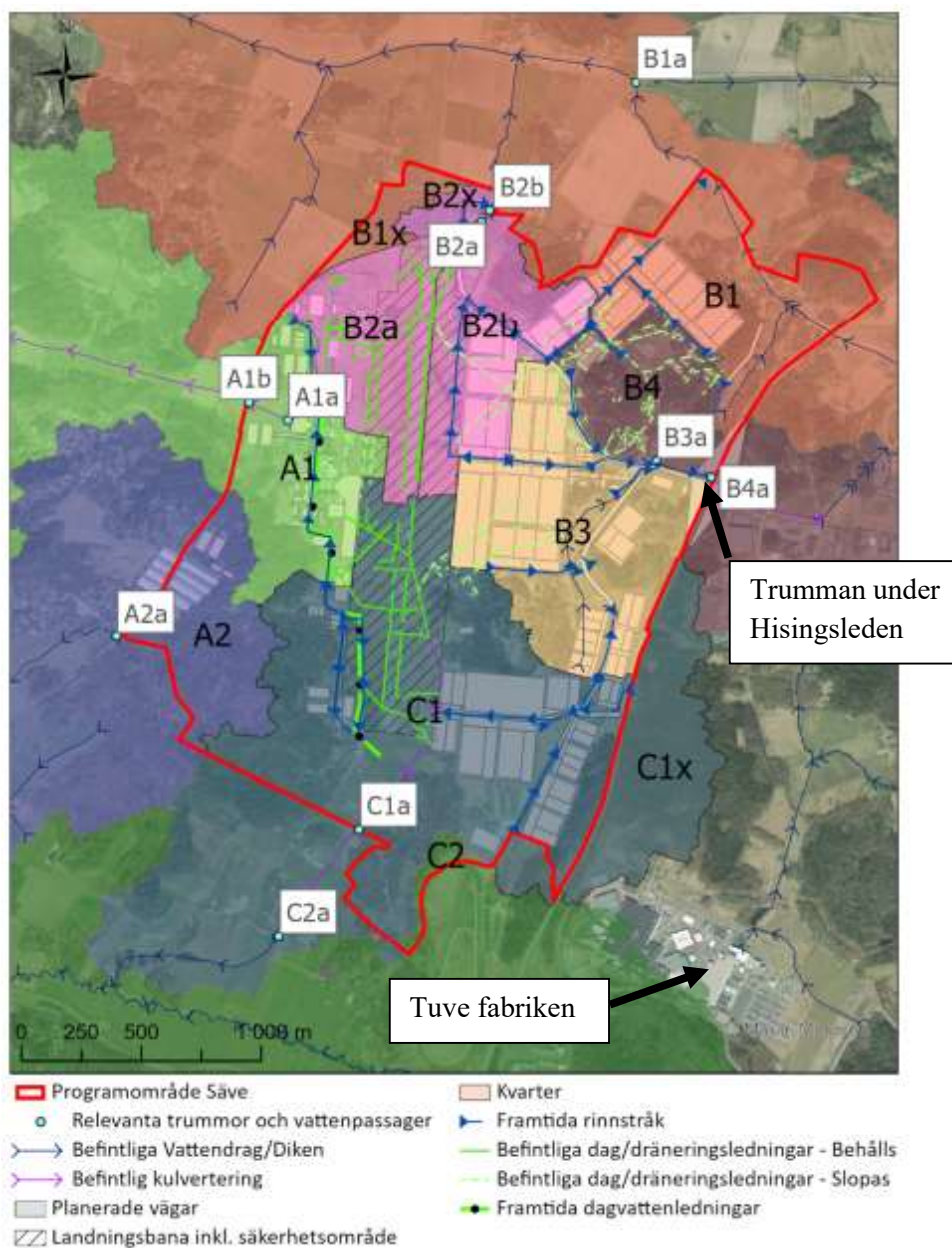 N
B1a
B2x
B2b
B1x
B2a
B1
B2a
B2b
B4
A1b
A1a
B3a
A1
B4a
B3
Trumman under
Hisingsleden
A2a
A2
C1
C1x
C1a
C2
C2a
Tuve fabriken
0 250 500 1 000 m
Programområde Säve
Relevanta trummor och vattenpassager
Befintliga Vattendrag/Diken
Befintlig kulvertering
Planerade vägar
Landningsbana inkl. säkerhetsområde
Kvarter
Framtida rinnstråk
Befintliga dag/dräneringsledningar - Behålls
Befintliga dag/dräneringsledningar - Slopas
Framtida dagvattenledningar